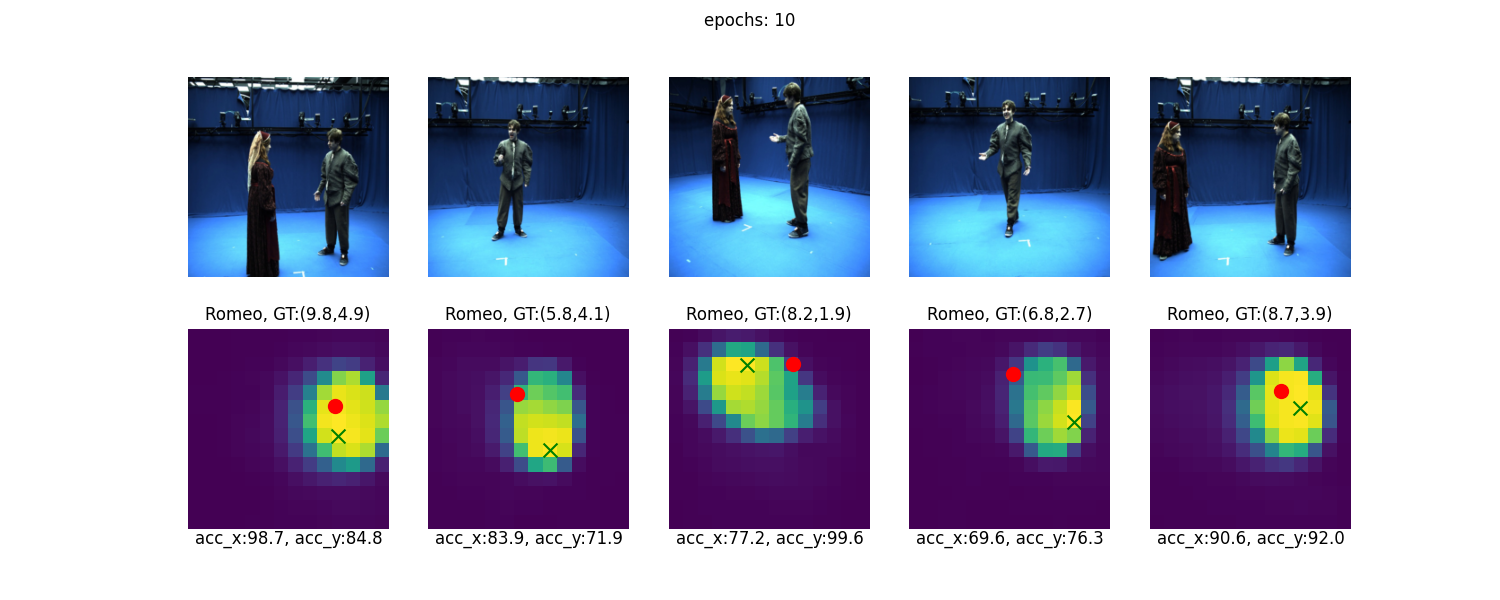 epochs: 10
Romeo, GT:(9.8,4.9)
Romeo, GT:(5.8,4.1)
Romeo, GT:(8.2,1.9)
Romeo, GT:(6.8,2.7)
Romeo, GT:(8.7,3.9)
acc_x:98.7, acc_y:84.8
acc_x:83.9, acc_y:71.9
acc_x:77.2, acc_y:99.6
acc_x:69.6, acc_y:76.3
acc_x:90.6, acc_y:92.0